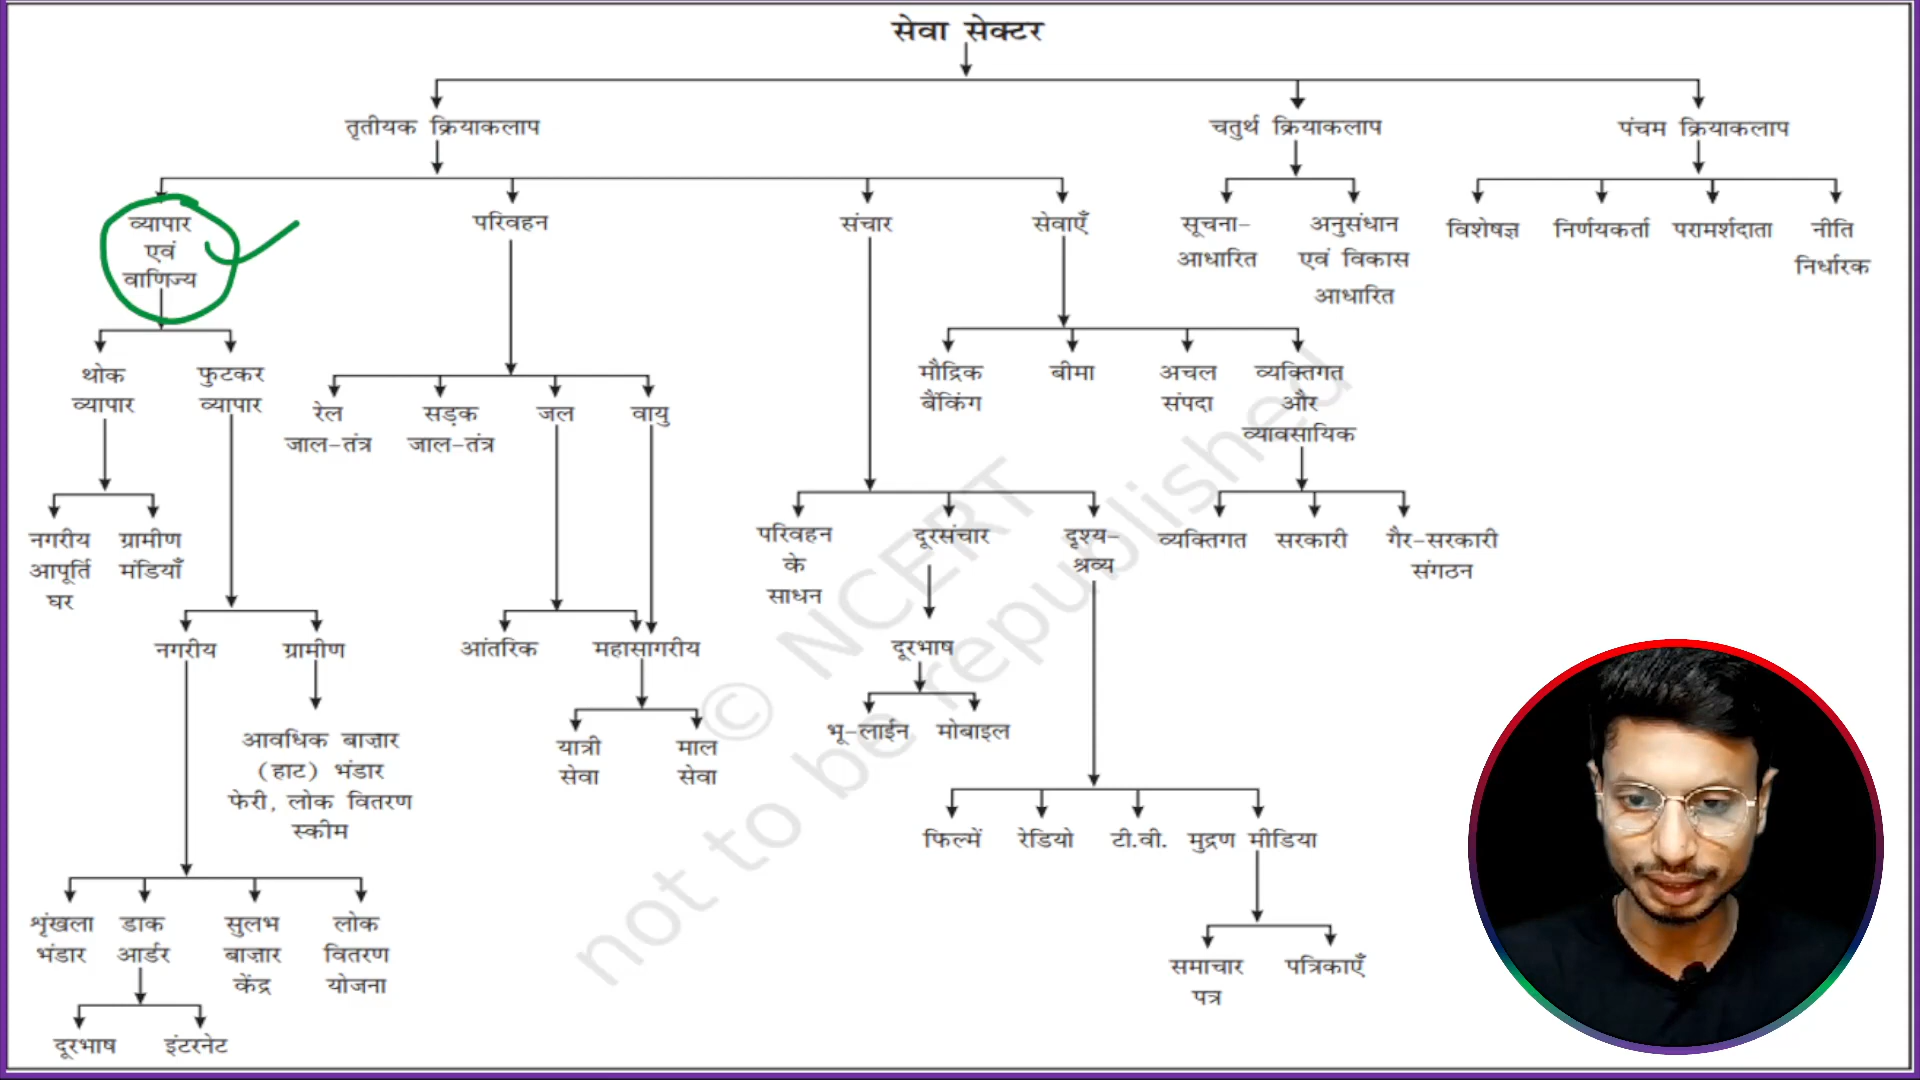 सेवा सेक्टर
तृतीयक क्रियाकलाप
चतुर्थ क्रियाकलाप
पंचम क्रियाकलाप
व्यापार
एवं
वाणिज्य
परिवहन
संचार
सेवाएँ
सूचना-
आधारित
अनुसंधान
एवं विकास
आधारित
विशेषज्ञ
निर्णयकर्ता
परामर्शदाता
नीति
निर्धारक
थोक
व्यापार
फुटकर
व्यापार
रेल
जाल-तंत्र
सड़क
जाल-तंत्र
जल
वायु
मौद्रिक
बैंकिंग
बीमा
अचल
संपदा
व्यक्तिगत
और
व्यावसायिक
नगरीय
आपूर्ति
घर
ग्रामीण
मंडियाँ
परिवहन
के
साधन
दूरसंचार
दृश्य-
श्रव्य
व्यक्तिगत
सरकारी
गैर-सरकारी
संगठन
नगरीय
ग्रामीण
आंतरिक
महासागरीय
दूरभाष
आवधिक बाज़ार
(हाट) भंडार
फेरी, लोक वितरण
स्कीम
यात्री
सेवा
माल
सेवा
भू-लाईन
मोबाइल
फिल्में
रेडियो
टी.वी.
मुद्रण मीडिया
शृंखला
भंडार
डाक
आर्डर
सुलभ
बाज़ार
केंद्र
लोक
वितरण
योजना
समाचार
पत्र
पत्रिकाएँ
दूरभाष
इंटरनेट
© NCERT
not to be republished